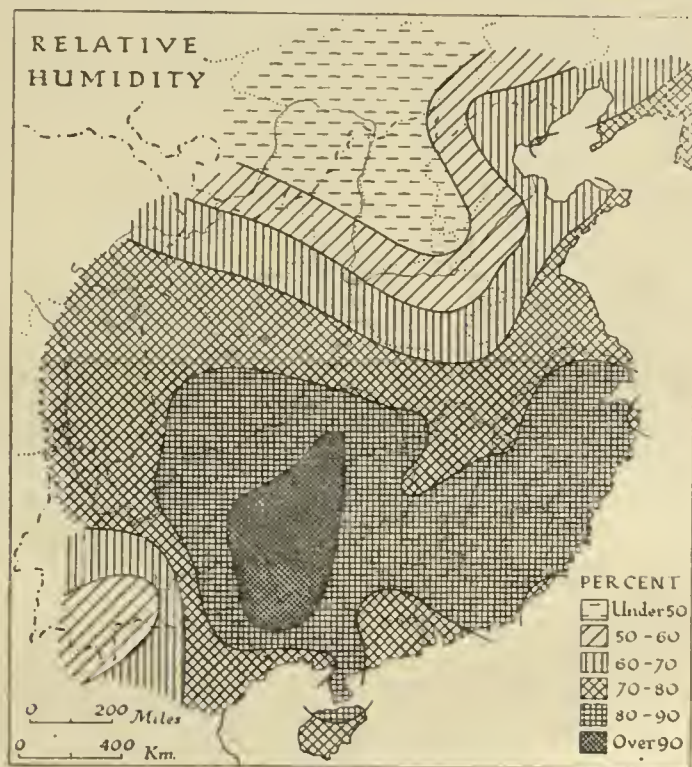 RELATIVE
HUMIDITY
PER CENT
Under 50
50-60
60-70
70-80
80-90
Over 90
0 200 Miles
0 400 Km.